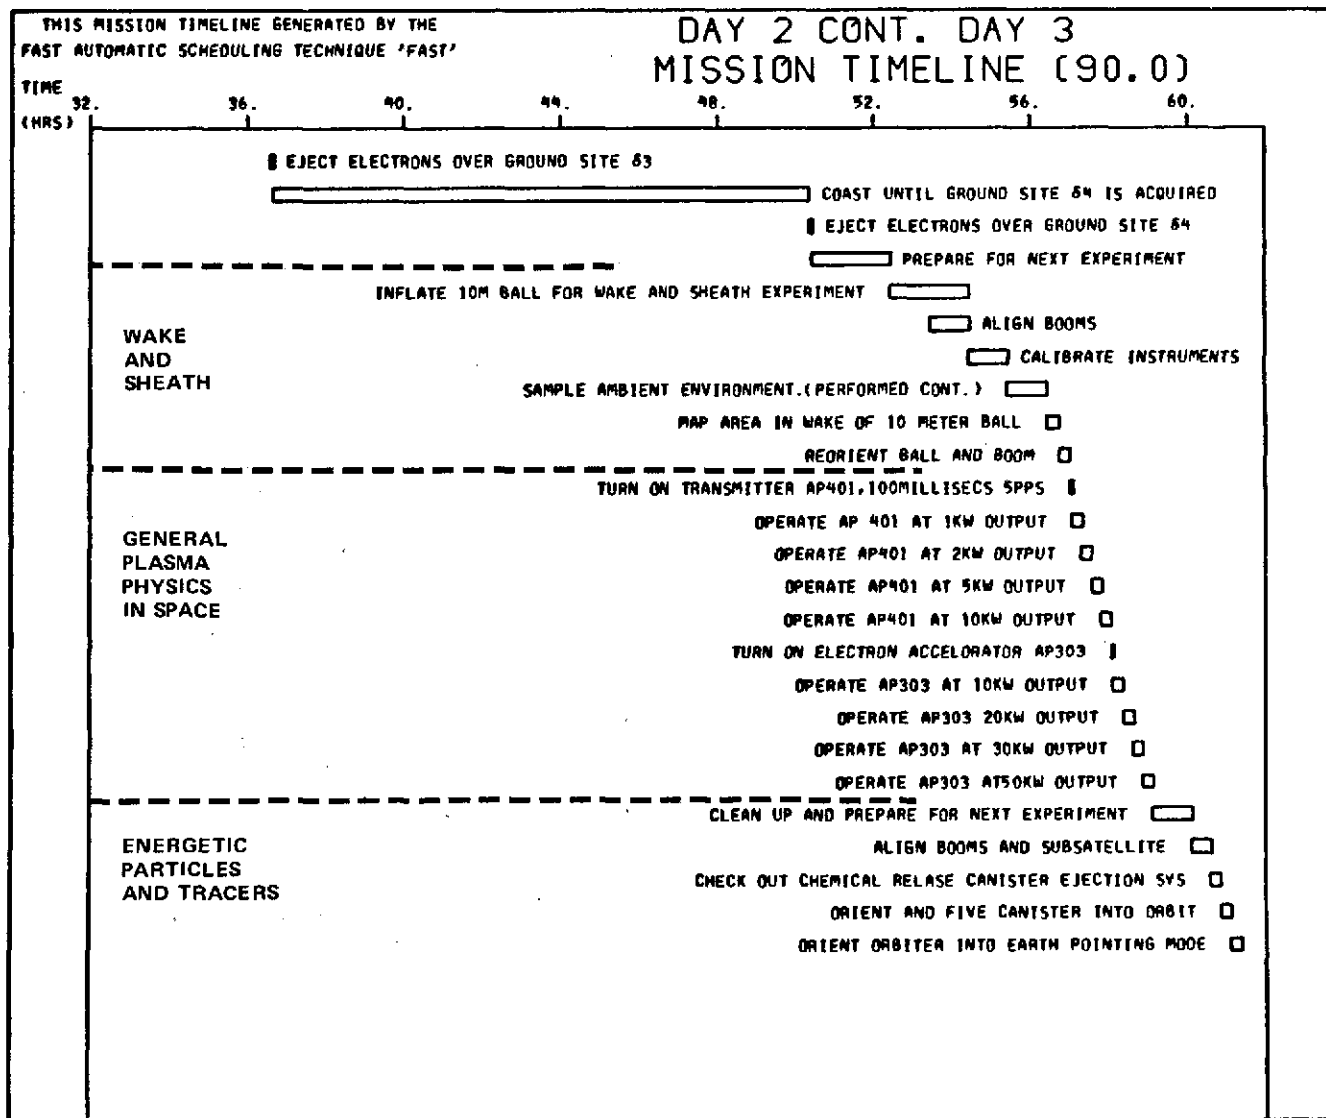 THIS MISSION TIMELINE GENERATED BY THE
FAST AUTOMATIC SCHEDULING TECHNIQUE 'FAST'
DAY 2 CONT. DAY 3
MISSION TIMELINE (90.0)
TIME
(HRS)
32. 36. 40. 44. 48. 52. 56. 60.
EJECT ELECTRONS OVER GROUND SITE 83
COAST UNTIL GROUND SITE 84 IS ACQUIRED
EJECT ELECTRONS OVER GROUND SITE 84
PREPARE FOR NEXT EXPERIMENT
WAKE
AND
SHEATH
INFLATE 10M BALL FOR WAKE AND SHEATH EXPERIMENT
ALIGN BOOMS
CALIBRATE INSTRUMENTS
SAMPLE AMBIENT ENVIRONMENT.(PERFORMED CONT.)
MAP AREA IN WAKE OF 10 METER BALL
REORIENT BALL AND BOOM
GENERAL
PLASMA
PHYSICS
IN SPACE
TURN ON TRANSMITTER AP401.100MILLISECS 5PPS
OPERATE AP 401 AT 1KW OUTPUT
OPERATE AP401 AT 2KW OUTPUT
OPERATE AP401 AT 5KW OUTPUT
OPERATE AP401 AT 10KW OUTPUT
TURN ON ELECTRON ACCELORATOR AP303
OPERATE AP303 AT 10KW OUTPUT
OPERATE AP303 20KW OUTPUT
OPERATE AP303 AT 30KW OUTPUT
OPERATE AP303 AT50KW OUTPUT
ENERGETIC
PARTICLES
AND TRACERS
CLEAN UP AND PREPARE FOR NEXT EXPERIMENT
ALIGN BOOMS AND SUBSATELLITE
CHECK OUT CHEMICAL RELASE CANISTER EJECTION SYS
ORIENT AND FIVE CANISTER INTO ORBIT
ORIENT ORBITER INTO EARTH POINTING MODE